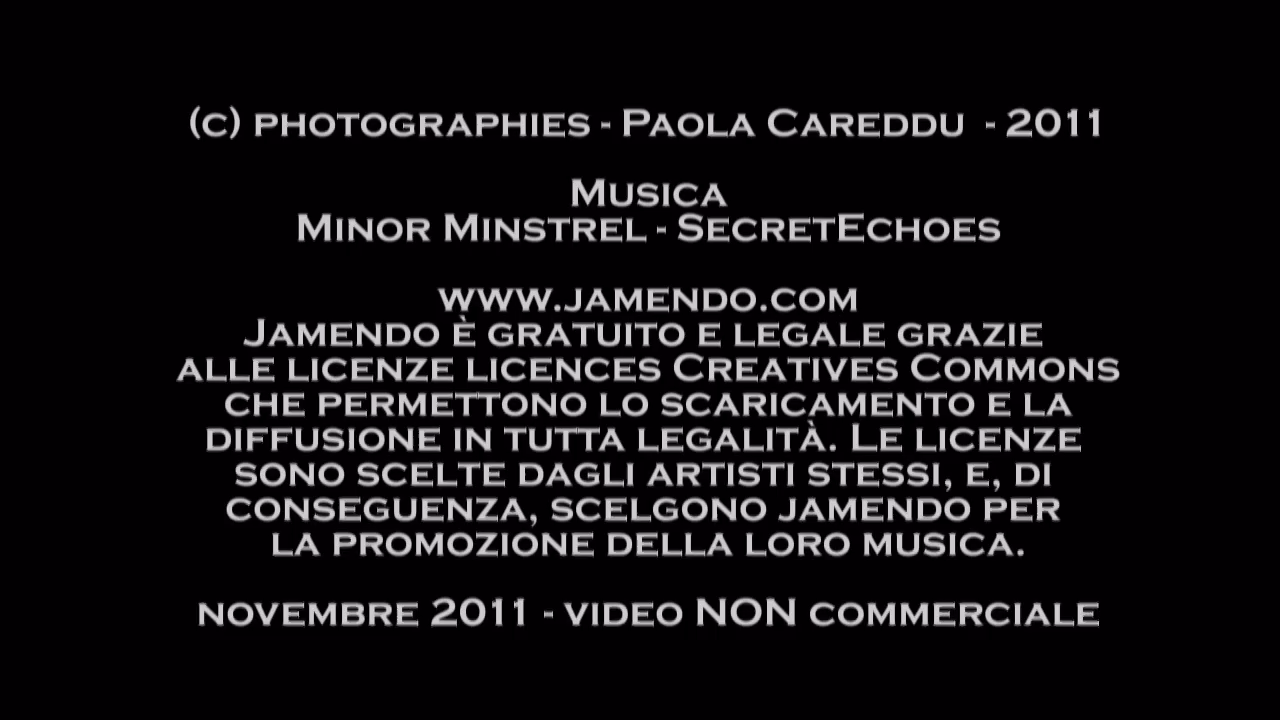 (c) photographies - Paola Careddu - 2011
Musica
Minor Minstrel - SecretEchoes
www.jamendo.com
Jamendo è gratuito e legale grazie
alle licenze licences Creatives Commons
che permettono lo scaricamento e la
diffusione in tutta legalità. Le licenze
sono scelte dagli artisti stessi, e, di
conseguenza, scelgono jamendo per
la promozione della loro musica.
novembre 2011 - video NON commerciale